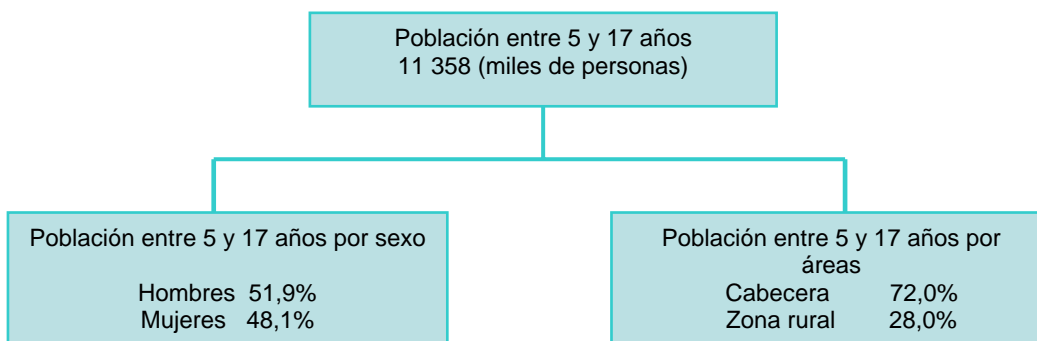 Población entre 5 y 17 años
11 358 (miles de personas)
Población entre 5 y 17 años por sexo
Hombres 51,9%
Mujeres 48,1%
Población entre 5 y 17 años por
áreas
Cabecera 72,0%
Zona rural 28,0%